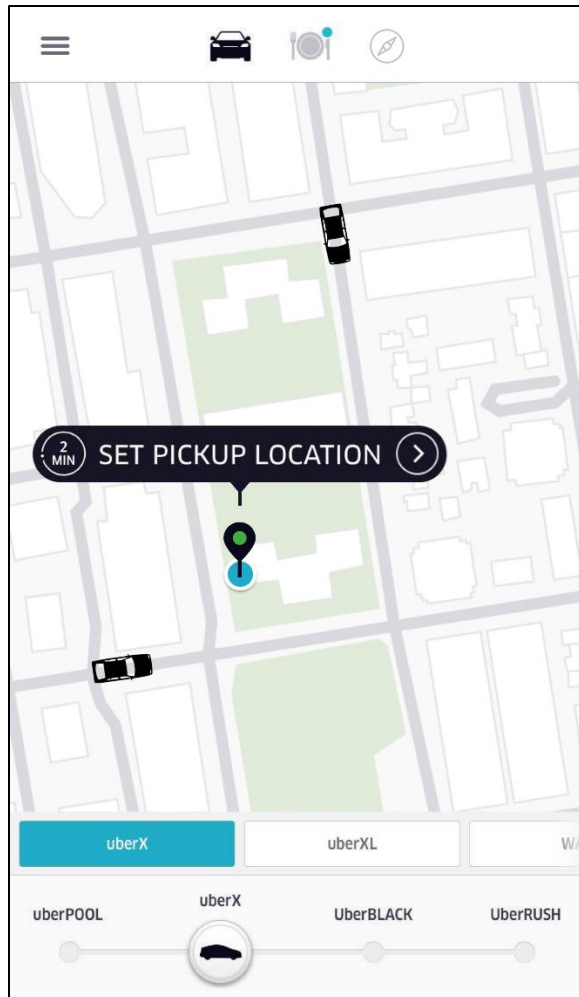 2
MIN
SET PICKUP LOCATION
uberX
uberXL
uberPOOL
uberX
UberBLACK
UberRUSH